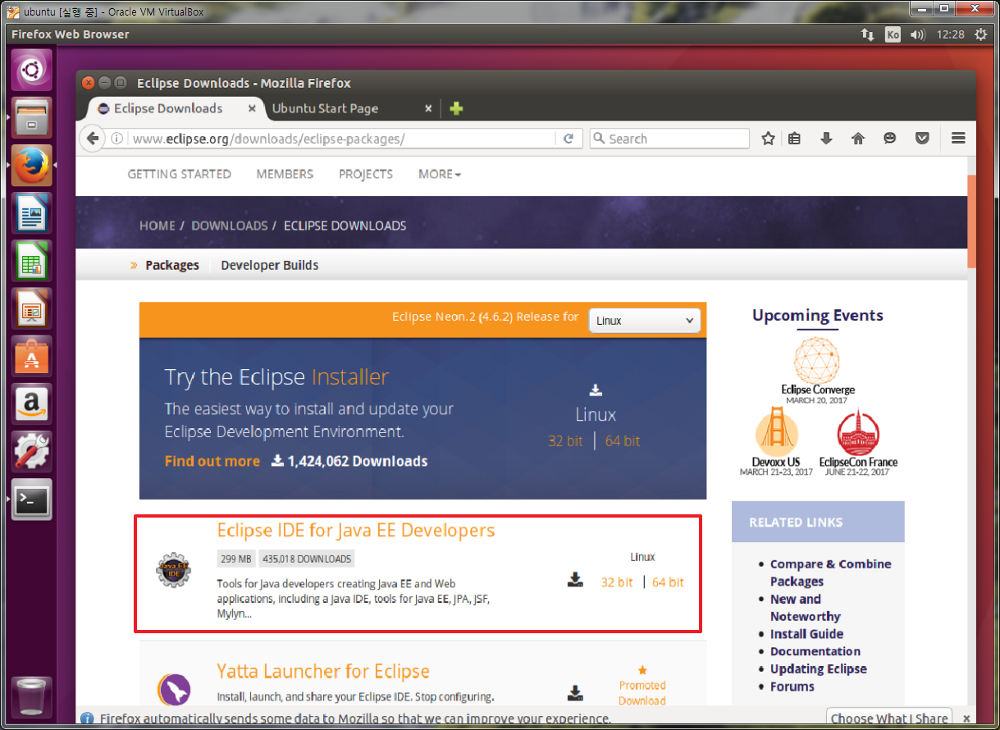 ubuntu [실행 중] - Oracle VM VirtualBox
Firefox Web Browser
Ko
12:28
Eclipse Downloads - Mozilla Firefox
Eclipse Downloads
Ubuntu Start Page
www.eclipse.org/downloads/eclipse-packages/
Search
GETTING STARTED
MEMBERS
PROJECTS
MORE
HOME / DOWNLOADS / ECLIPSE DOWNLOADS
Packages
Developer Builds
Eclipse Neon.2 (4.6.2) Release for
Linux
Try the Eclipse Installer
The easiest way to install and update your
Eclipse Development Environment.
Find out more
1,424,062 Downloads
Linux
32 bit | 64 bit
Java EE
IDE
Eclipse IDE for Java EE Developers
299 MB
435,018 DOWNLOADS
Tools for Java developers creating Java EE and Web
applications, including a Java IDE, tools for Java EE, JPA, JSF,
Mylyn...
Linux
32 bit | 64 bit
Yatta Launcher for Eclipse
Install, launch, and share your Eclipse IDE. Stop configuring.
Promoted
Download
Upcoming Events
Eclipse Converge
MARCH 20, 2017
Devoxx US
MARCH 21-23, 2017
EclipseCon France
JUNE 21-22, 2017
RELATED LINKS
Compare & Combine
Packages
New and
Noteworthy
Install Guide
Documentation
Updating Eclipse
Forums
Firefox automatically sends some data to Mozilla so that we can improve your experience.
Choose What I Share